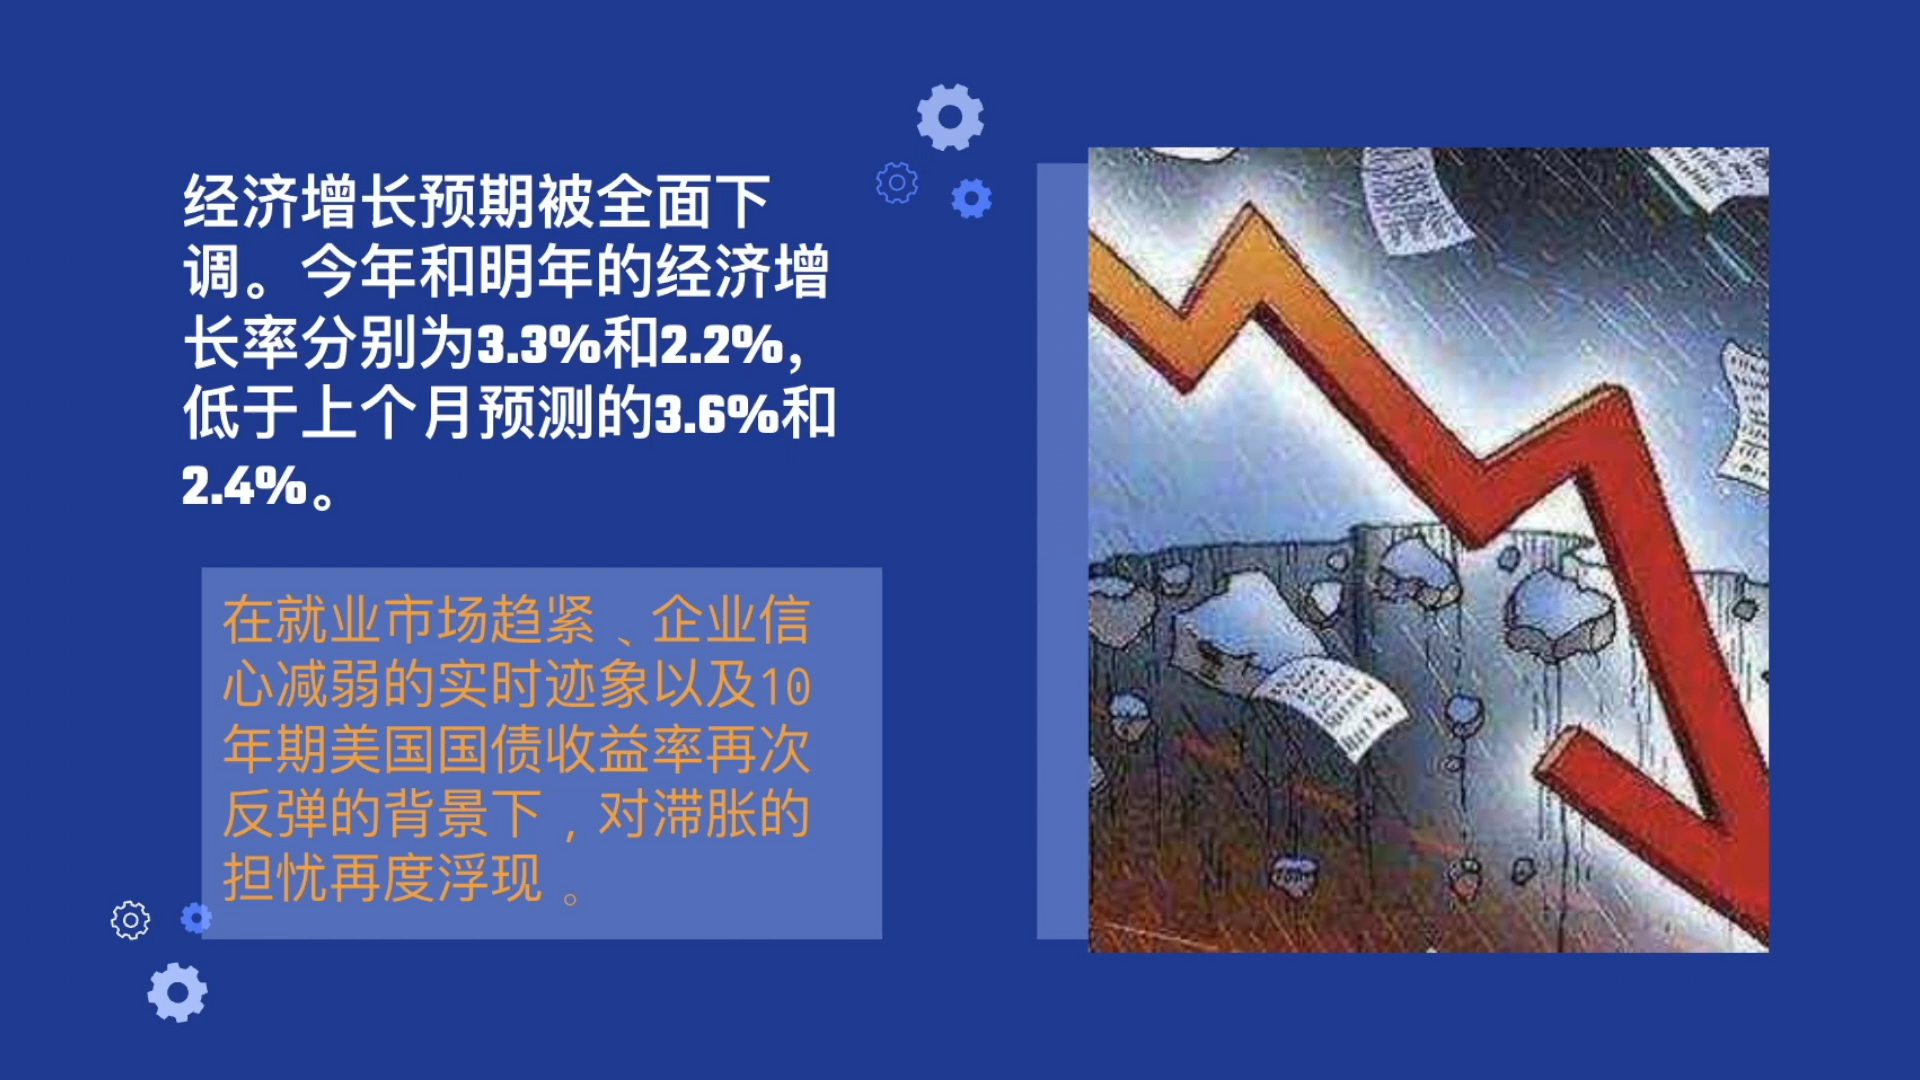 经济增长预期被全面下
调。今年和明年的经济增
长率分别为3.3%和2.2%,
低于上个月预测的3.6%和
2.4%。
在就业市场趋紧、企业信
心减弱的实时迹象以及10
年期美国国债收益率再次
反弹的背景下，对滞胀的
担忧再度浮现。